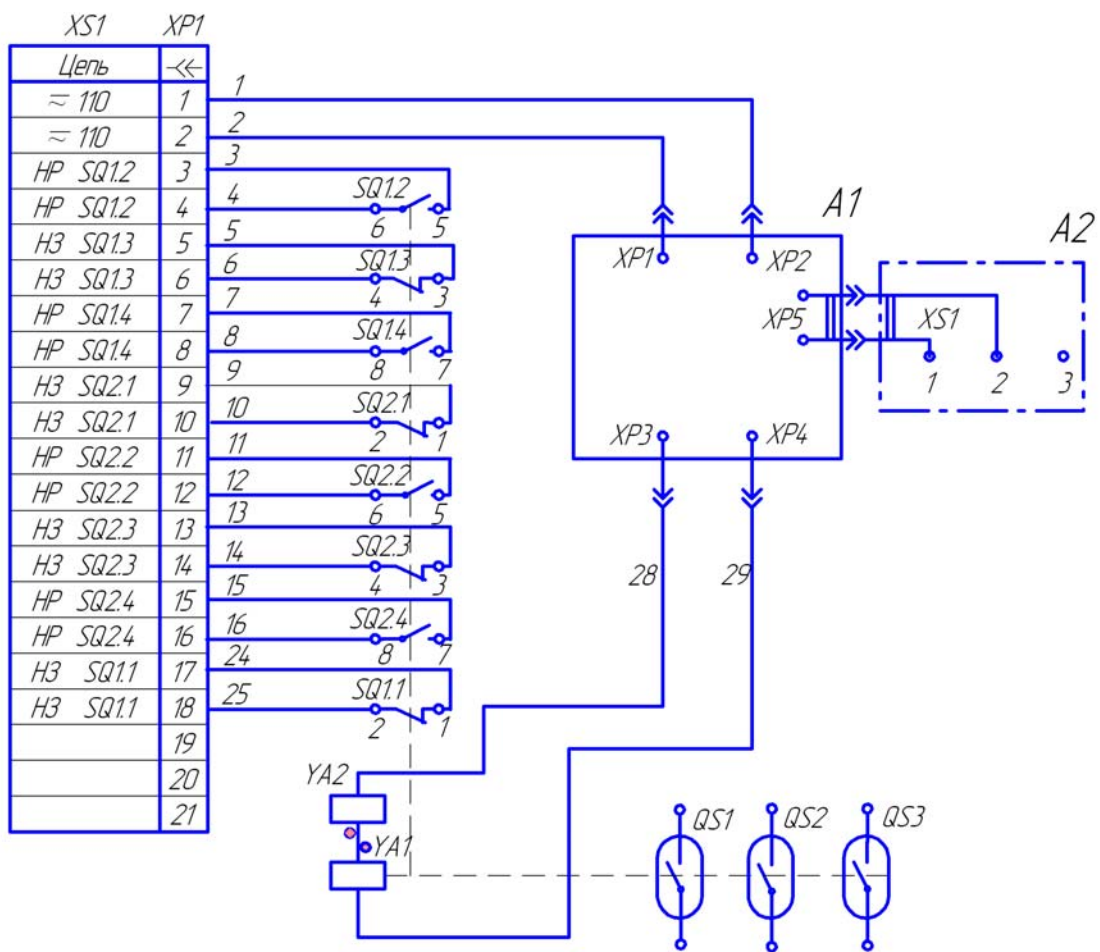 XS1 XP1
Цепь
≂ 110 1 1
≂ 110 2 2
НР SQ1.2 3 3
НР SQ1.2 4 4 SQ1.2
6 5
НЗ SQ1.3 5 5
НЗ SQ1.3 6 6 SQ1.3
4 3
НР SQ1.4 7 7
НР SQ1.4 8 8 SQ1.4
8 7
НЗ SQ2.1 9 9
НЗ SQ2.1 10 10 SQ2.1
2 1
НР SQ2.2 11 11
НР SQ2.2 12 12 SQ2.2
6 5
НЗ SQ2.3 13 13
НЗ SQ2.3 14 14 SQ2.3
4 3
НР SQ2.4 15 15
НР SQ2.4 16 16 SQ2.4
8 7
НЗ SQ1.1 17 24
НЗ SQ1.1 18 25 SQ1.1
2 1
19
20
21
A1
XP1 XP2
XP5
XP3 XP4
A2
XS1
1 2 3
28 29
YA2
YA1
QS1 QS2 QS3